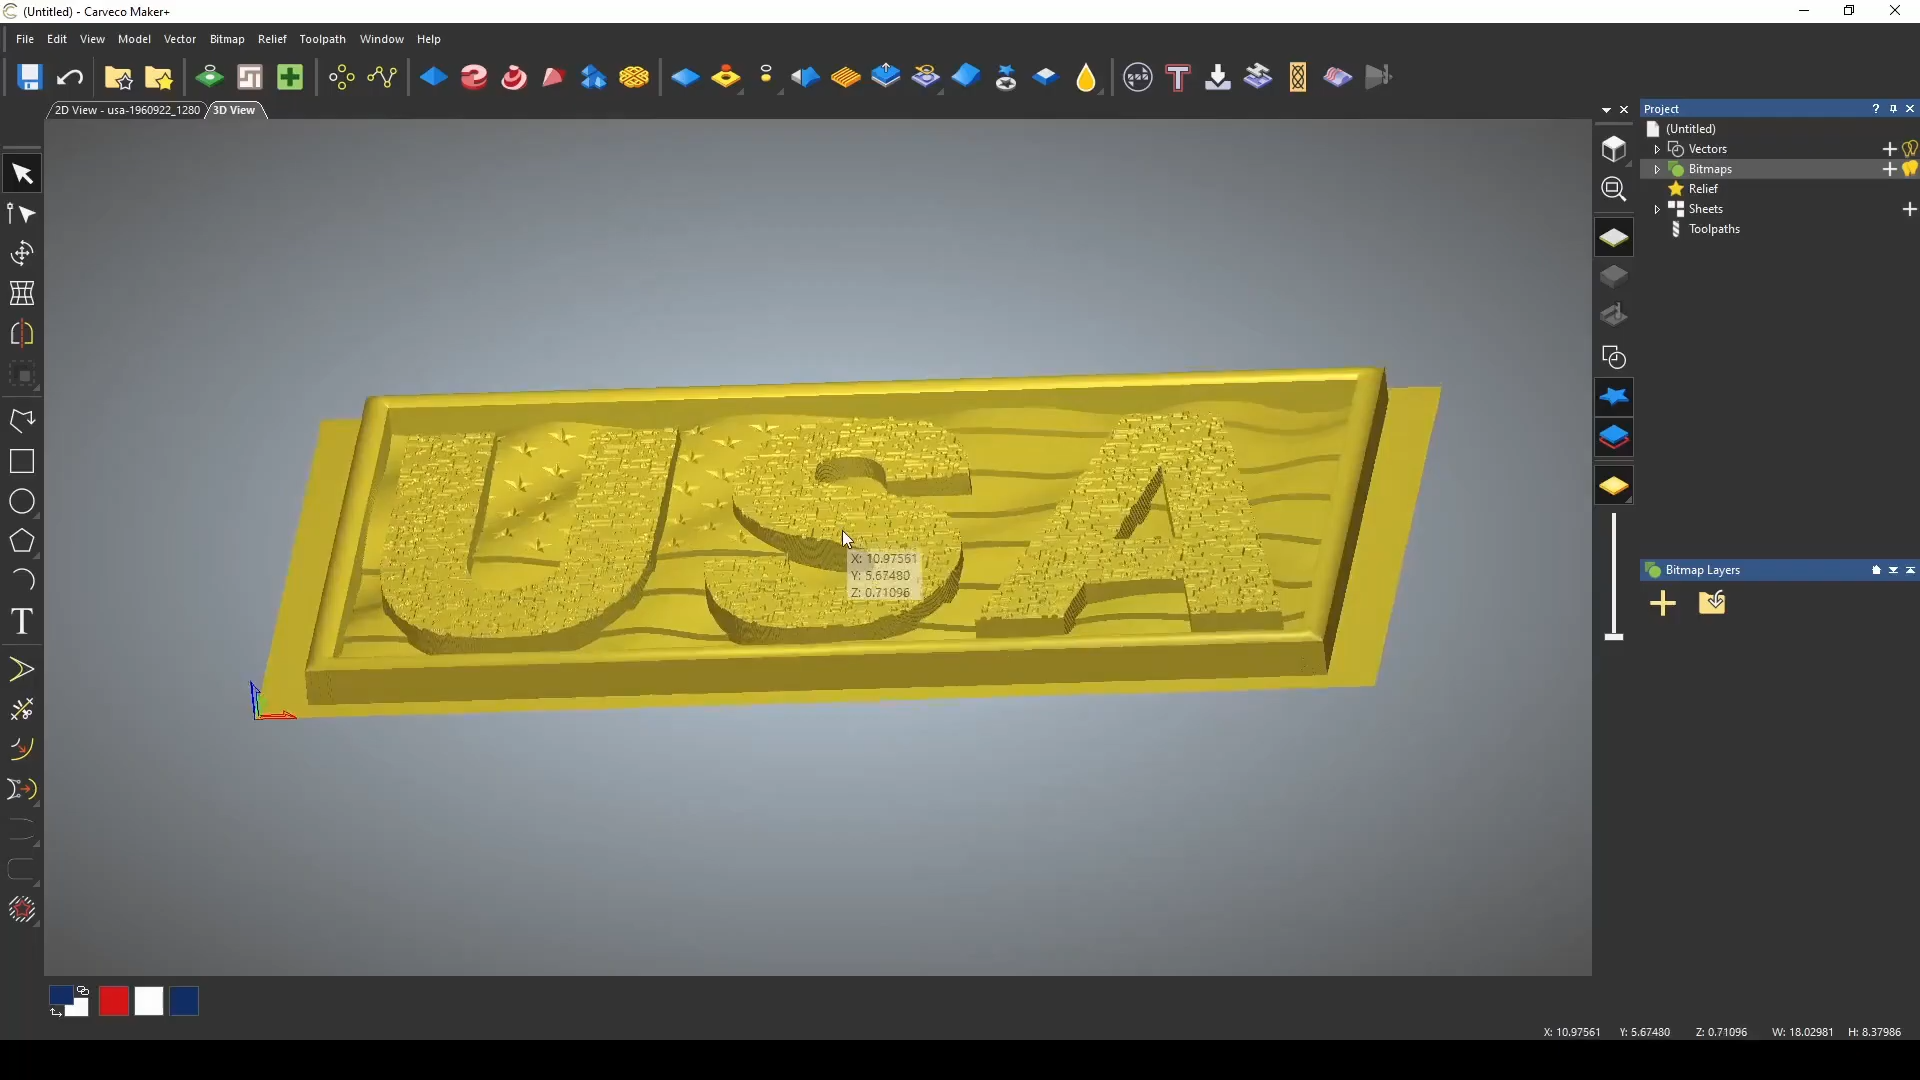 (Untitled) - Carveco Maker+
File Edit View Model Vector Bitmap Relief Toolpath Window Help
2D View - usa-1960922_1280 3D View
Project
(Untitled)
Vectors
Bitmaps
Relief
Sheets
Toolpaths
USA
X: 10.97561
Y: 5.67480
Z: 0.71096
Bitmap Layers
X: 10.97561 Y: 5.67480 Z: 0.71096 W: 18.02981 H: 8.37986